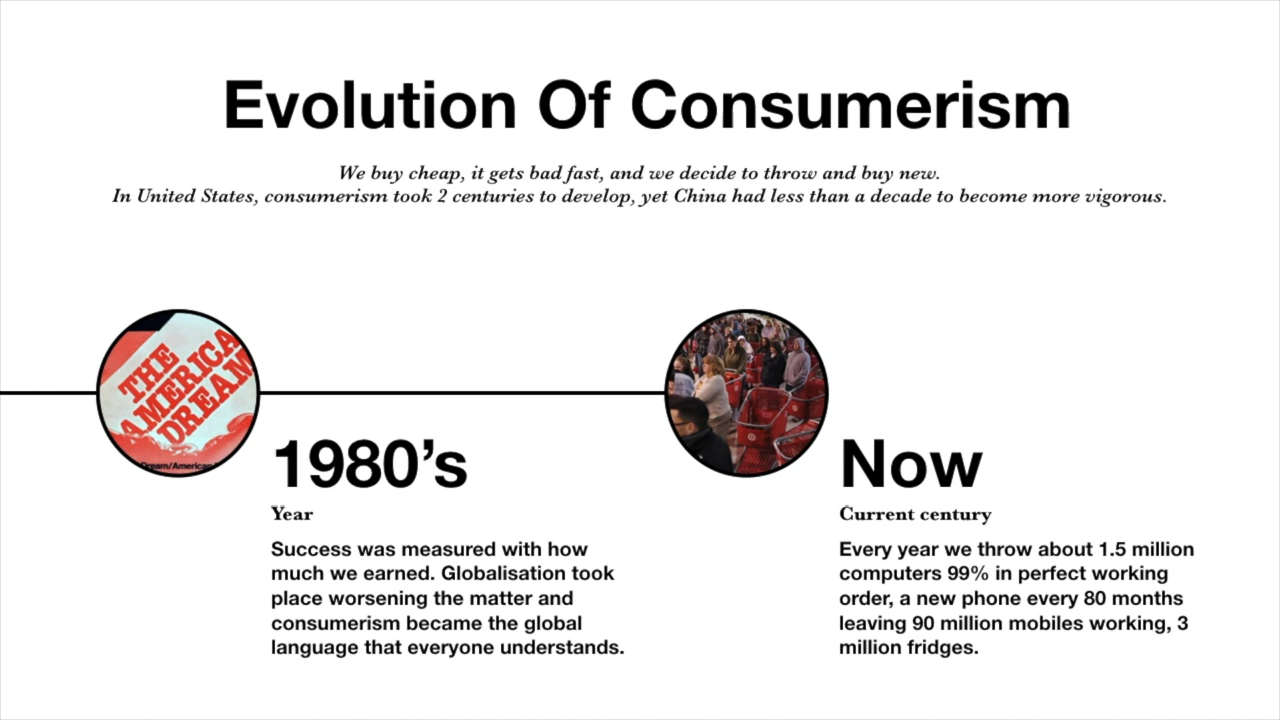 Evolution Of Consumerism
We buy cheap, it gets bad fast, and we decide to throw and buy new.
In United States, consumerism took 2 centuries to develop, yet China had less than a decade to become more vigorous.
THE
AMERICA
DREAM
Dream/American
1980’s
Year
Success was measured with how
much we earned. Globalisation took
place worsening the matter and
consumerism became the global
language that everyone understands.
Now
Current century
Every year we throw about 1.5 million
computers 99% in perfect working
order, a new phone every 80 months
leaving 90 million mobiles working, 3
million fridges.